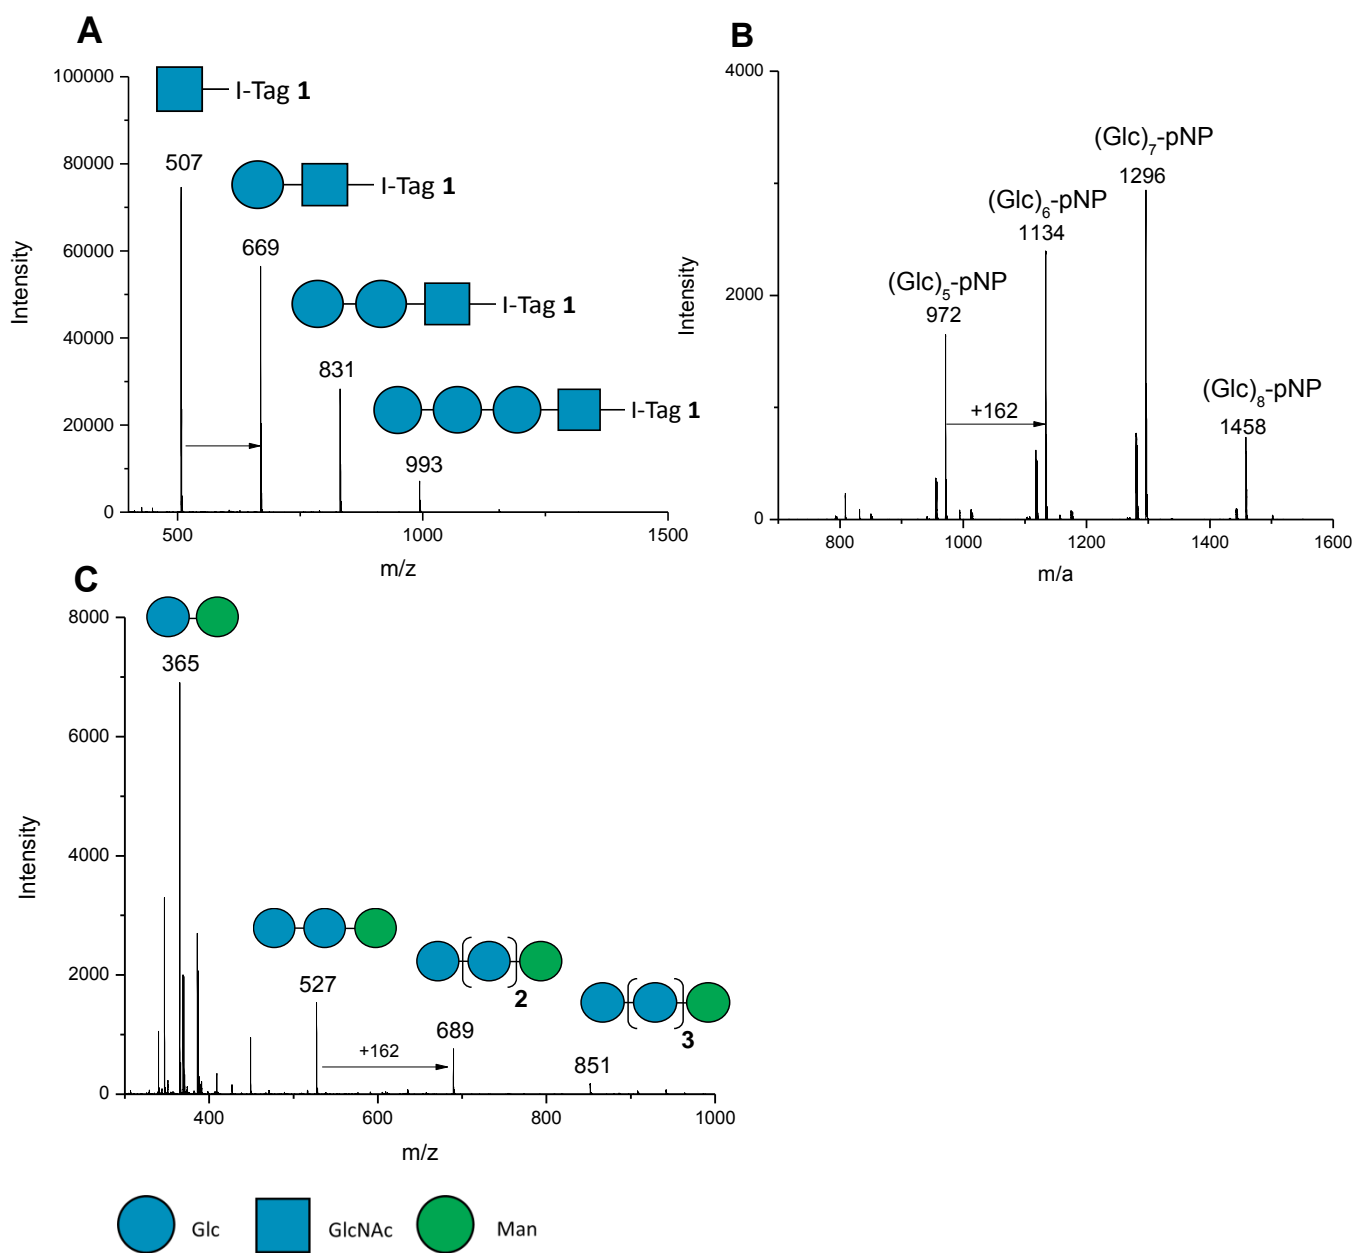 A
100000
80000
60000
40000
20000
0
Intensity
500
1000
1500
m/z
I-Tag 1
507
I-Tag 1
669
I-Tag 1
831
I-Tag 1
993
B
4000
2000
0
Intensity
800
1000
1200
1400
1600
m/a
(Glc)5-pNP
972
+162
(Glc)6-pNP
1134
(Glc)7-pNP
1296
(Glc)8-pNP
1458
C
8000
6000
4000
2000
0
Intensity
400
600
800
1000
m/z
365
527
+162
2
689
3
851
Glc
GlcNAc
Man